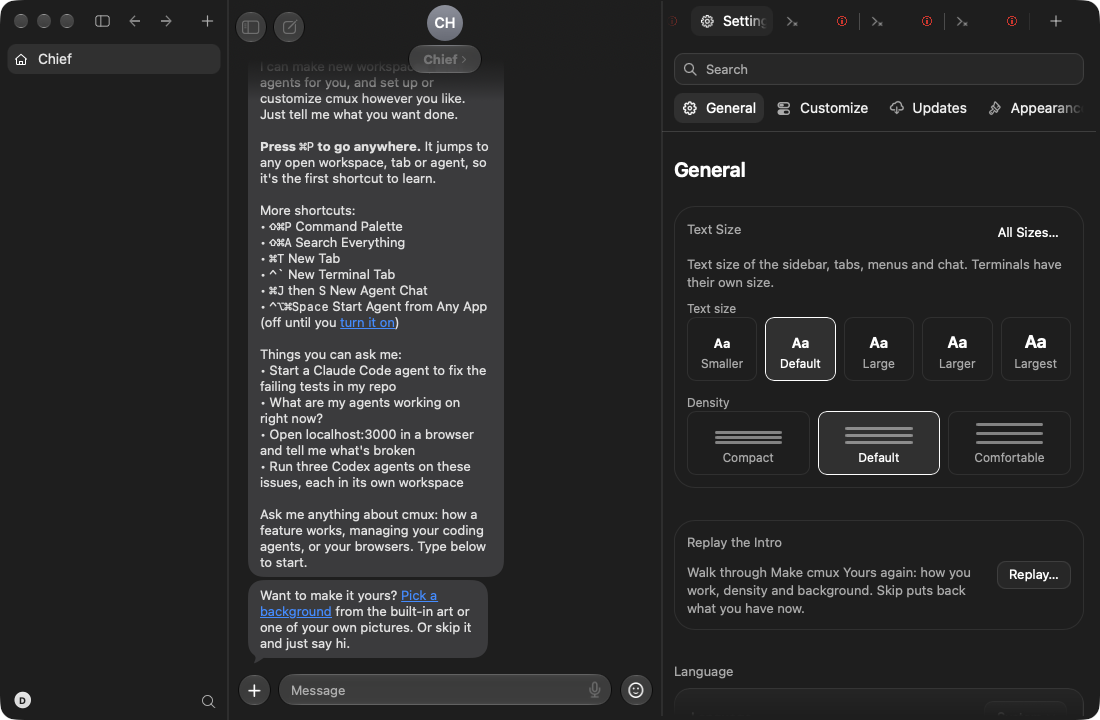 Chief
CH
Chief
I can make new workspac
agents for you, and set up or
customize cmux however you like.
Just tell me what you want done.
Press ⌘P to go anywhere. It jumps to
any open workspace, tab or agent, so
it's the first shortcut to learn.
More shortcuts:
• ⇧⌘P Command Palette
• ⇧⌘A Search Everything
• ⌘T New Tab
• ^` New Terminal Tab
• ⌘J then S New Agent Chat
• ^⌥⌘Space Start Agent from Any App
(off until you turn it on)
Things you can ask me:
• Start a Claude Code agent to fix the
failing tests in my repo
• What are my agents working on
right now?
• Open localhost:3000 in a browser
and tell me what's broken
• Run three Codex agents on these
issues, each in its own workspace
Ask me anything about cmux: how a
feature works, managing your coding
agents, or your browsers. Type below
to start.
Want to make it yours? Pick a
background from the built-in art or
one of your own pictures. Or skip it
and just say hi.
Message
D
Setting
Search
General Customize Updates Appearanc
General
Text Size
All Sizes...
Text size of the sidebar, tabs, menus and chat. Terminals have
their own size.
Text size
Aa Aa Aa Aa Aa
Smaller Default Large Larger Largest
Density
Compact Default Comfortable
Replay the Intro
Walk through Make cmux Yours again: how you
work, density and background. Skip puts back
what you have now.
Replay...
Language